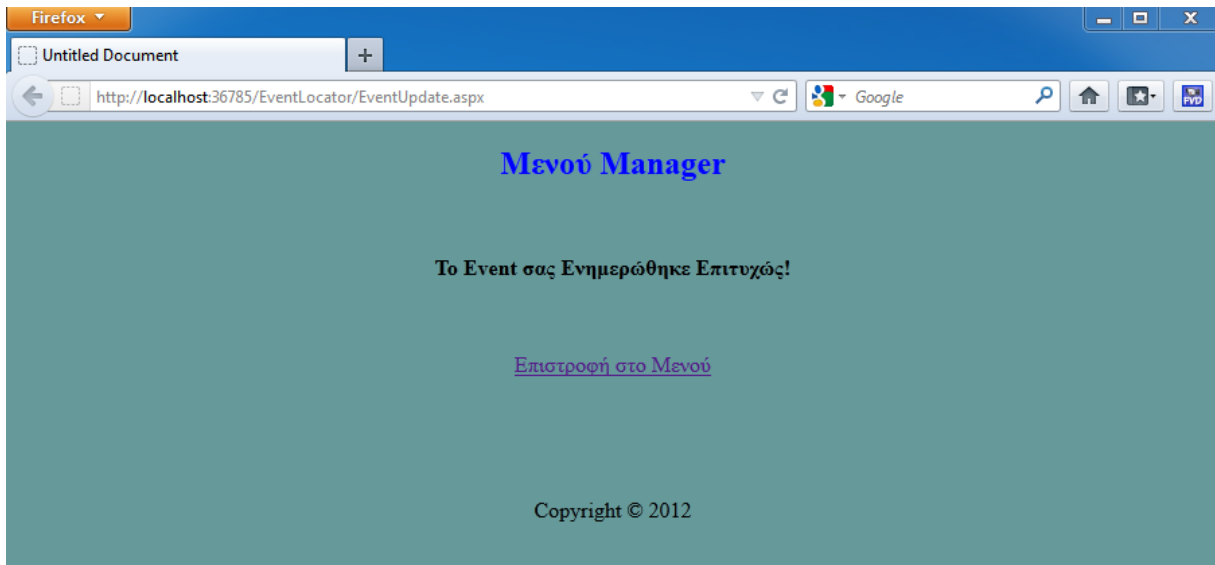 Firefox
Untitled Document
http://localhost:36785/EventLocator/EventUpdate.aspx
Google
PVD
Μενού Manager
Το Event σας Ενημερώθηκε Επιτυχώς!
Επιστροφή στο Μενού
Copyright © 2012